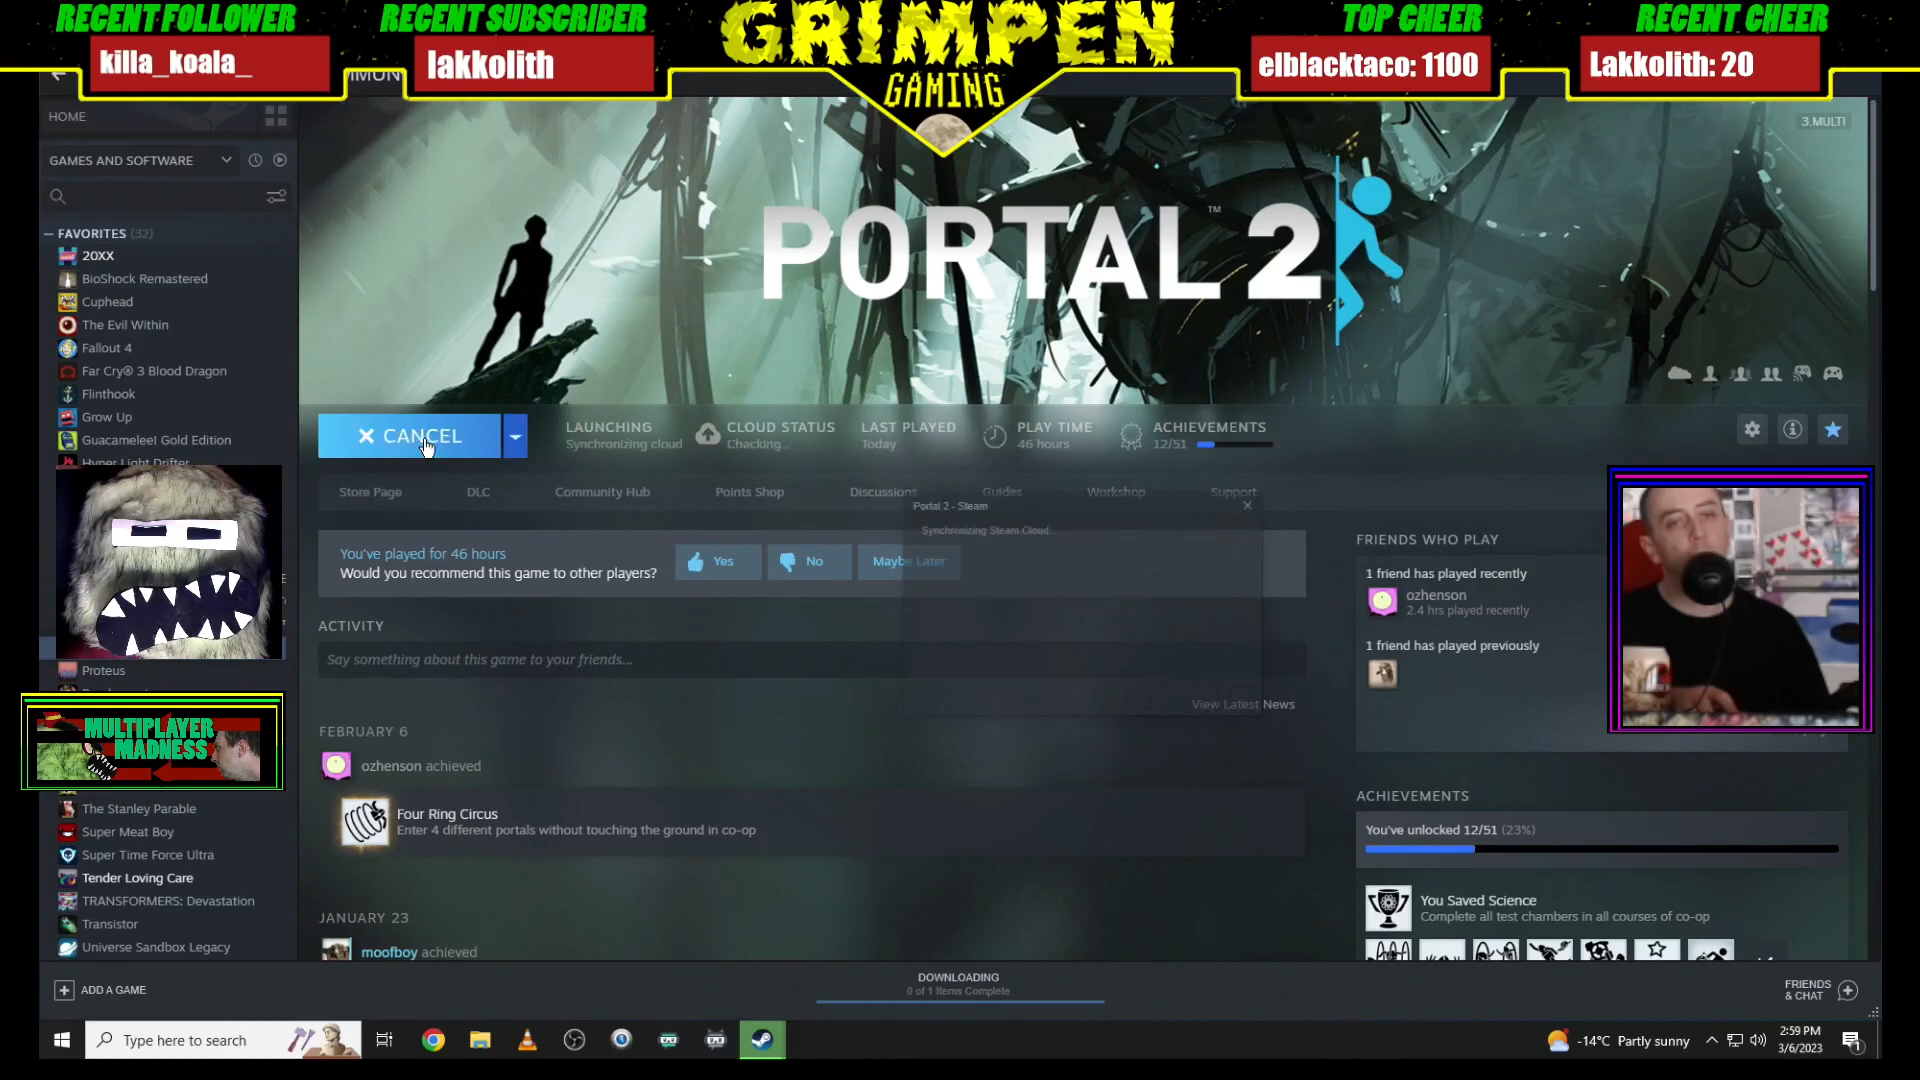 RECENT FOLLOWER
killa_koala_
RECENT SUBSCRIBER
lakkolith
GRIMPEN
GAMING
TOP CHEER
elblacktaco: 1100
RECENT CHEER
Lakkolith: 20
HOME
3.MULTI
GAMES AND SOFTWARE
FAVORITES (32)
20XX
BioShock Remastered
Cuphead
The Evil Within
Fallout 4
Far Cry® 3 Blood Dragon
Flinthook
Grow Up
Guacamelee! Gold Edition
Hyper Light Drifter
Proteus
MULTIPLAYER
MADNESS
The Stanley Parable
Super Meat Boy
Super Time Force Ultra
Tender Loving Care
TRANSFORMERS: Devastation
Transistor
Universe Sandbox Legacy
ADD A GAME
PORTAL 2™
CANCEL
LAUNCHING
Synchronizing cloud
CLOUD STATUS
Checking...
LAST PLAYED
Today
PLAY TIME
46 hours
ACHIEVEMENTS
12/51
Store Page
DLC
Community Hub
Points Shop
Discussions
Guides
Workshop
Support
Portal 2 - Steam
Synchronizing Steam Cloud...
You've played for 46 hours
Would you recommend this game to other players?
Yes
No
Maybe Later
ACTIVITY
Say something about this game to your friends...
View Latest News
FEBRUARY 6
ozhenson achieved
Four Ring Circus
Enter 4 different portals without touching the ground in co-op
JANUARY 23
moofboy achieved
FRIENDS WHO PLAY
1 friend has played recently
ozhenson
2.4 hrs played recently
1 friend has played previously
ACHIEVEMENTS
You've unlocked 12/51 (23%)
You Saved Science
Complete all test chambers in all courses of co-op
DOWNLOADING
0 of 1 Items Complete
FRIENDS
& CHAT
Type here to search
-14°C Partly sunny
2:59 PM
3/6/2023
1